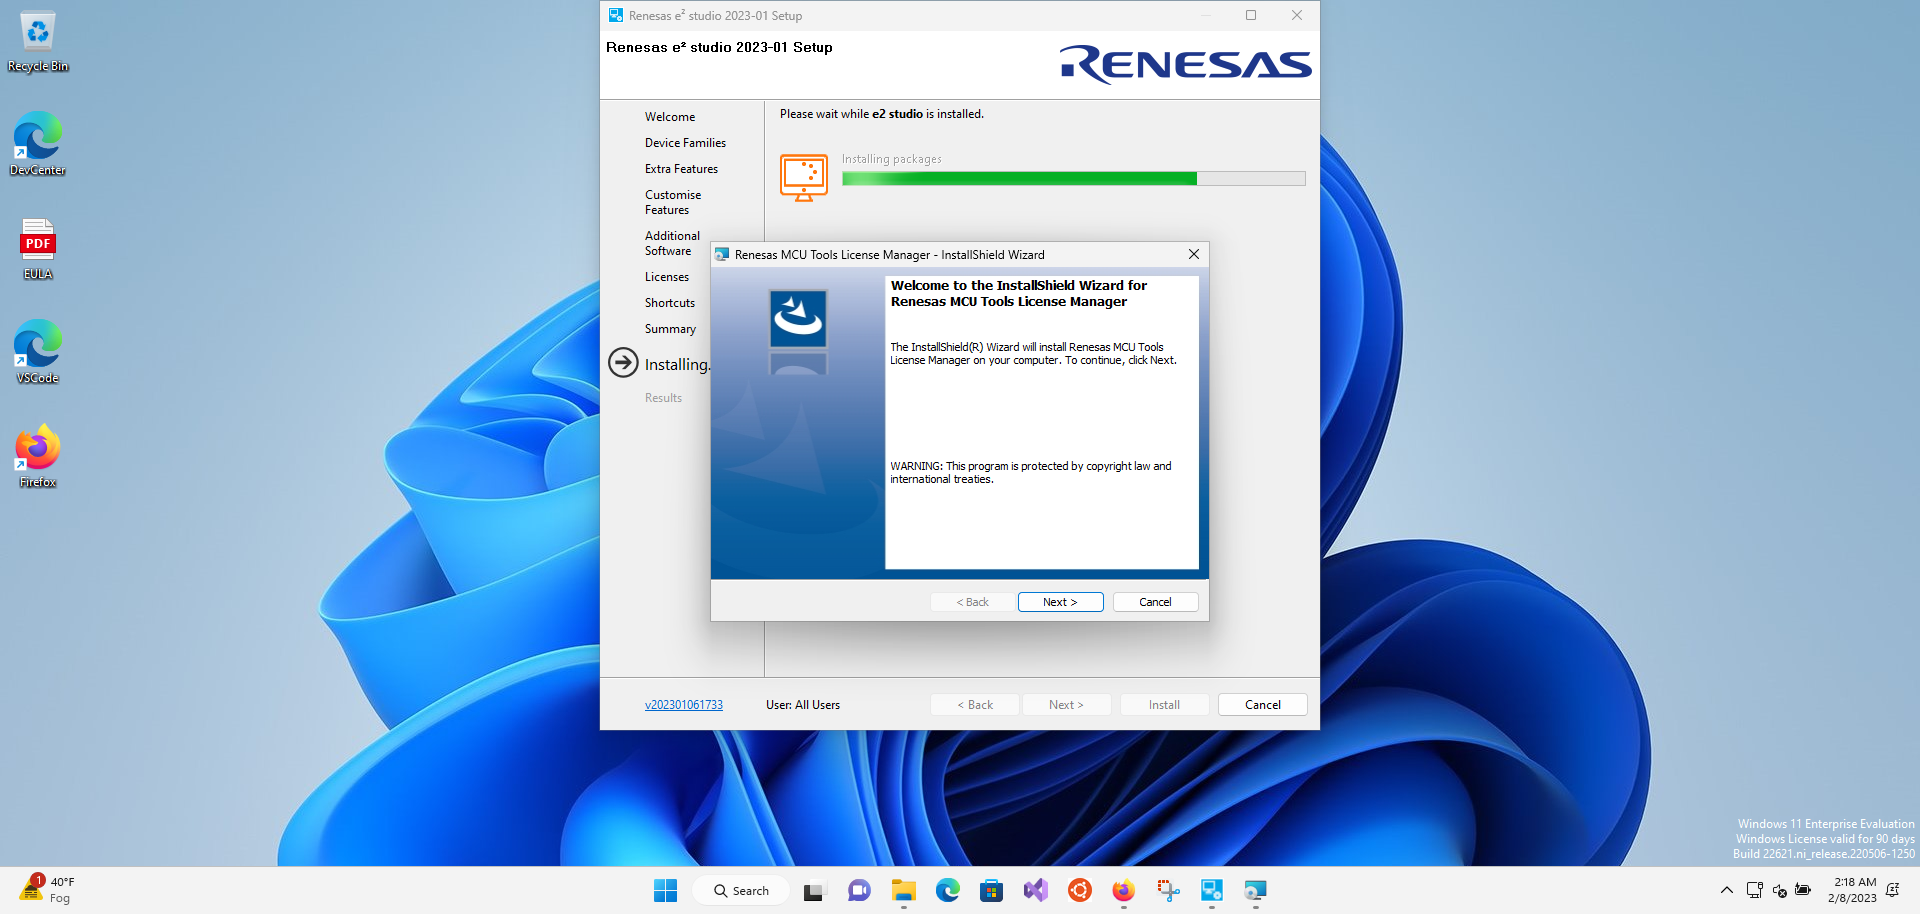 Recycle Bin
DevCenter
PDF
EULA
VSCode
Firefox
Renesas e² studio 2023-01 Setup
Renesas e² studio 2023-01 Setup
RENESAS
Welcome
Device Families
Extra Features
Customise
Features
Additional
Software
Licenses
Shortcuts
Summary
Installing.
Results
Please wait while e2 studio is installed.
Installing packages
Renesas MCU Tools License Manager - InstallShield Wizard
Welcome to the InstallShield Wizard for
Renesas MCU Tools License Manager
The InstallShield(R) Wizard will install Renesas MCU Tools
License Manager on your computer. To continue, click Next.
WARNING: This program is protected by copyright law and
international treaties.
< Back
Next >
Cancel
v202301061733
User: All Users
< Back
Next >
Install
Cancel
Windows 11 Enterprise Evaluation
Windows License valid for 90 days
Build 22621.ni_release.220506-1250
1
40°F
Fog
Search
2:18 AM
2/8/2023